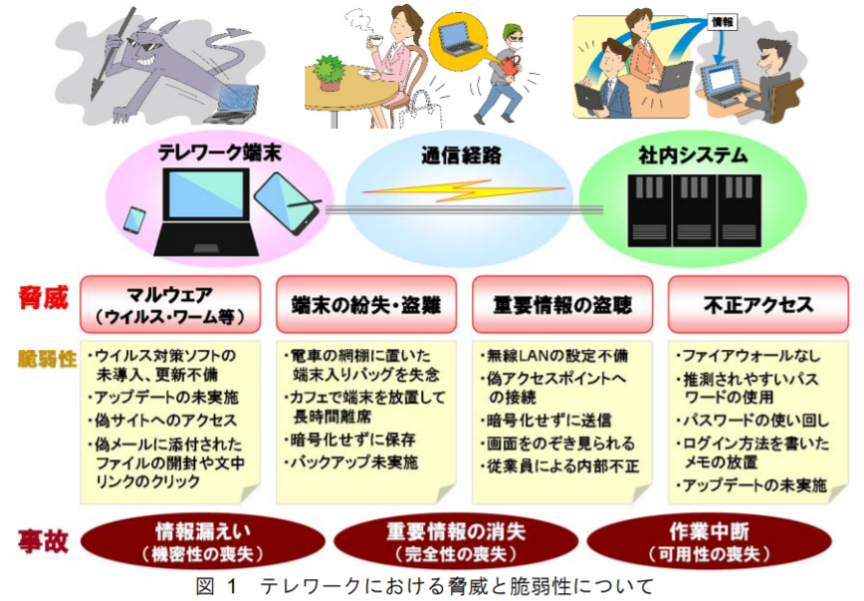 情報
テレワーク端末
通信経路
社内システム
脅威
マルウェア
(ウイルス・ワーム等)
端末の紛失・盗難
重要情報の盗聴
不正アクセス
脆弱性
・ウイルス対策ソフトの
未導入、更新不備
・アップデートの未実施
・偽サイトへのアクセス
・偽メールに添付された
ファイルの開封や文中
リンクのクリック
・電車の網棚に置いた
端末入りバッグを失念
・カフェで端末を放置して
長時間離席
・暗号化せずに保存
・バックアップ未実施
・無線LANの設定不備
・偽アクセスポイントへ
の接続
・暗号化せずに送信
・画面をのぞき見られる
・従業員による内部不正
・ファイアウォールなし
・推測されやすいパス
ワードの使用
・パスワードの使い回し
・ログイン方法を書いた
メモの放置
・アップデートの未実施
事故
情報漏えい
(機密性の喪失)
重要情報の消失
(完全性の喪失)
作業中断
(可用性の喪失)
図 1 テレワークにおける脅威と脆弱性について